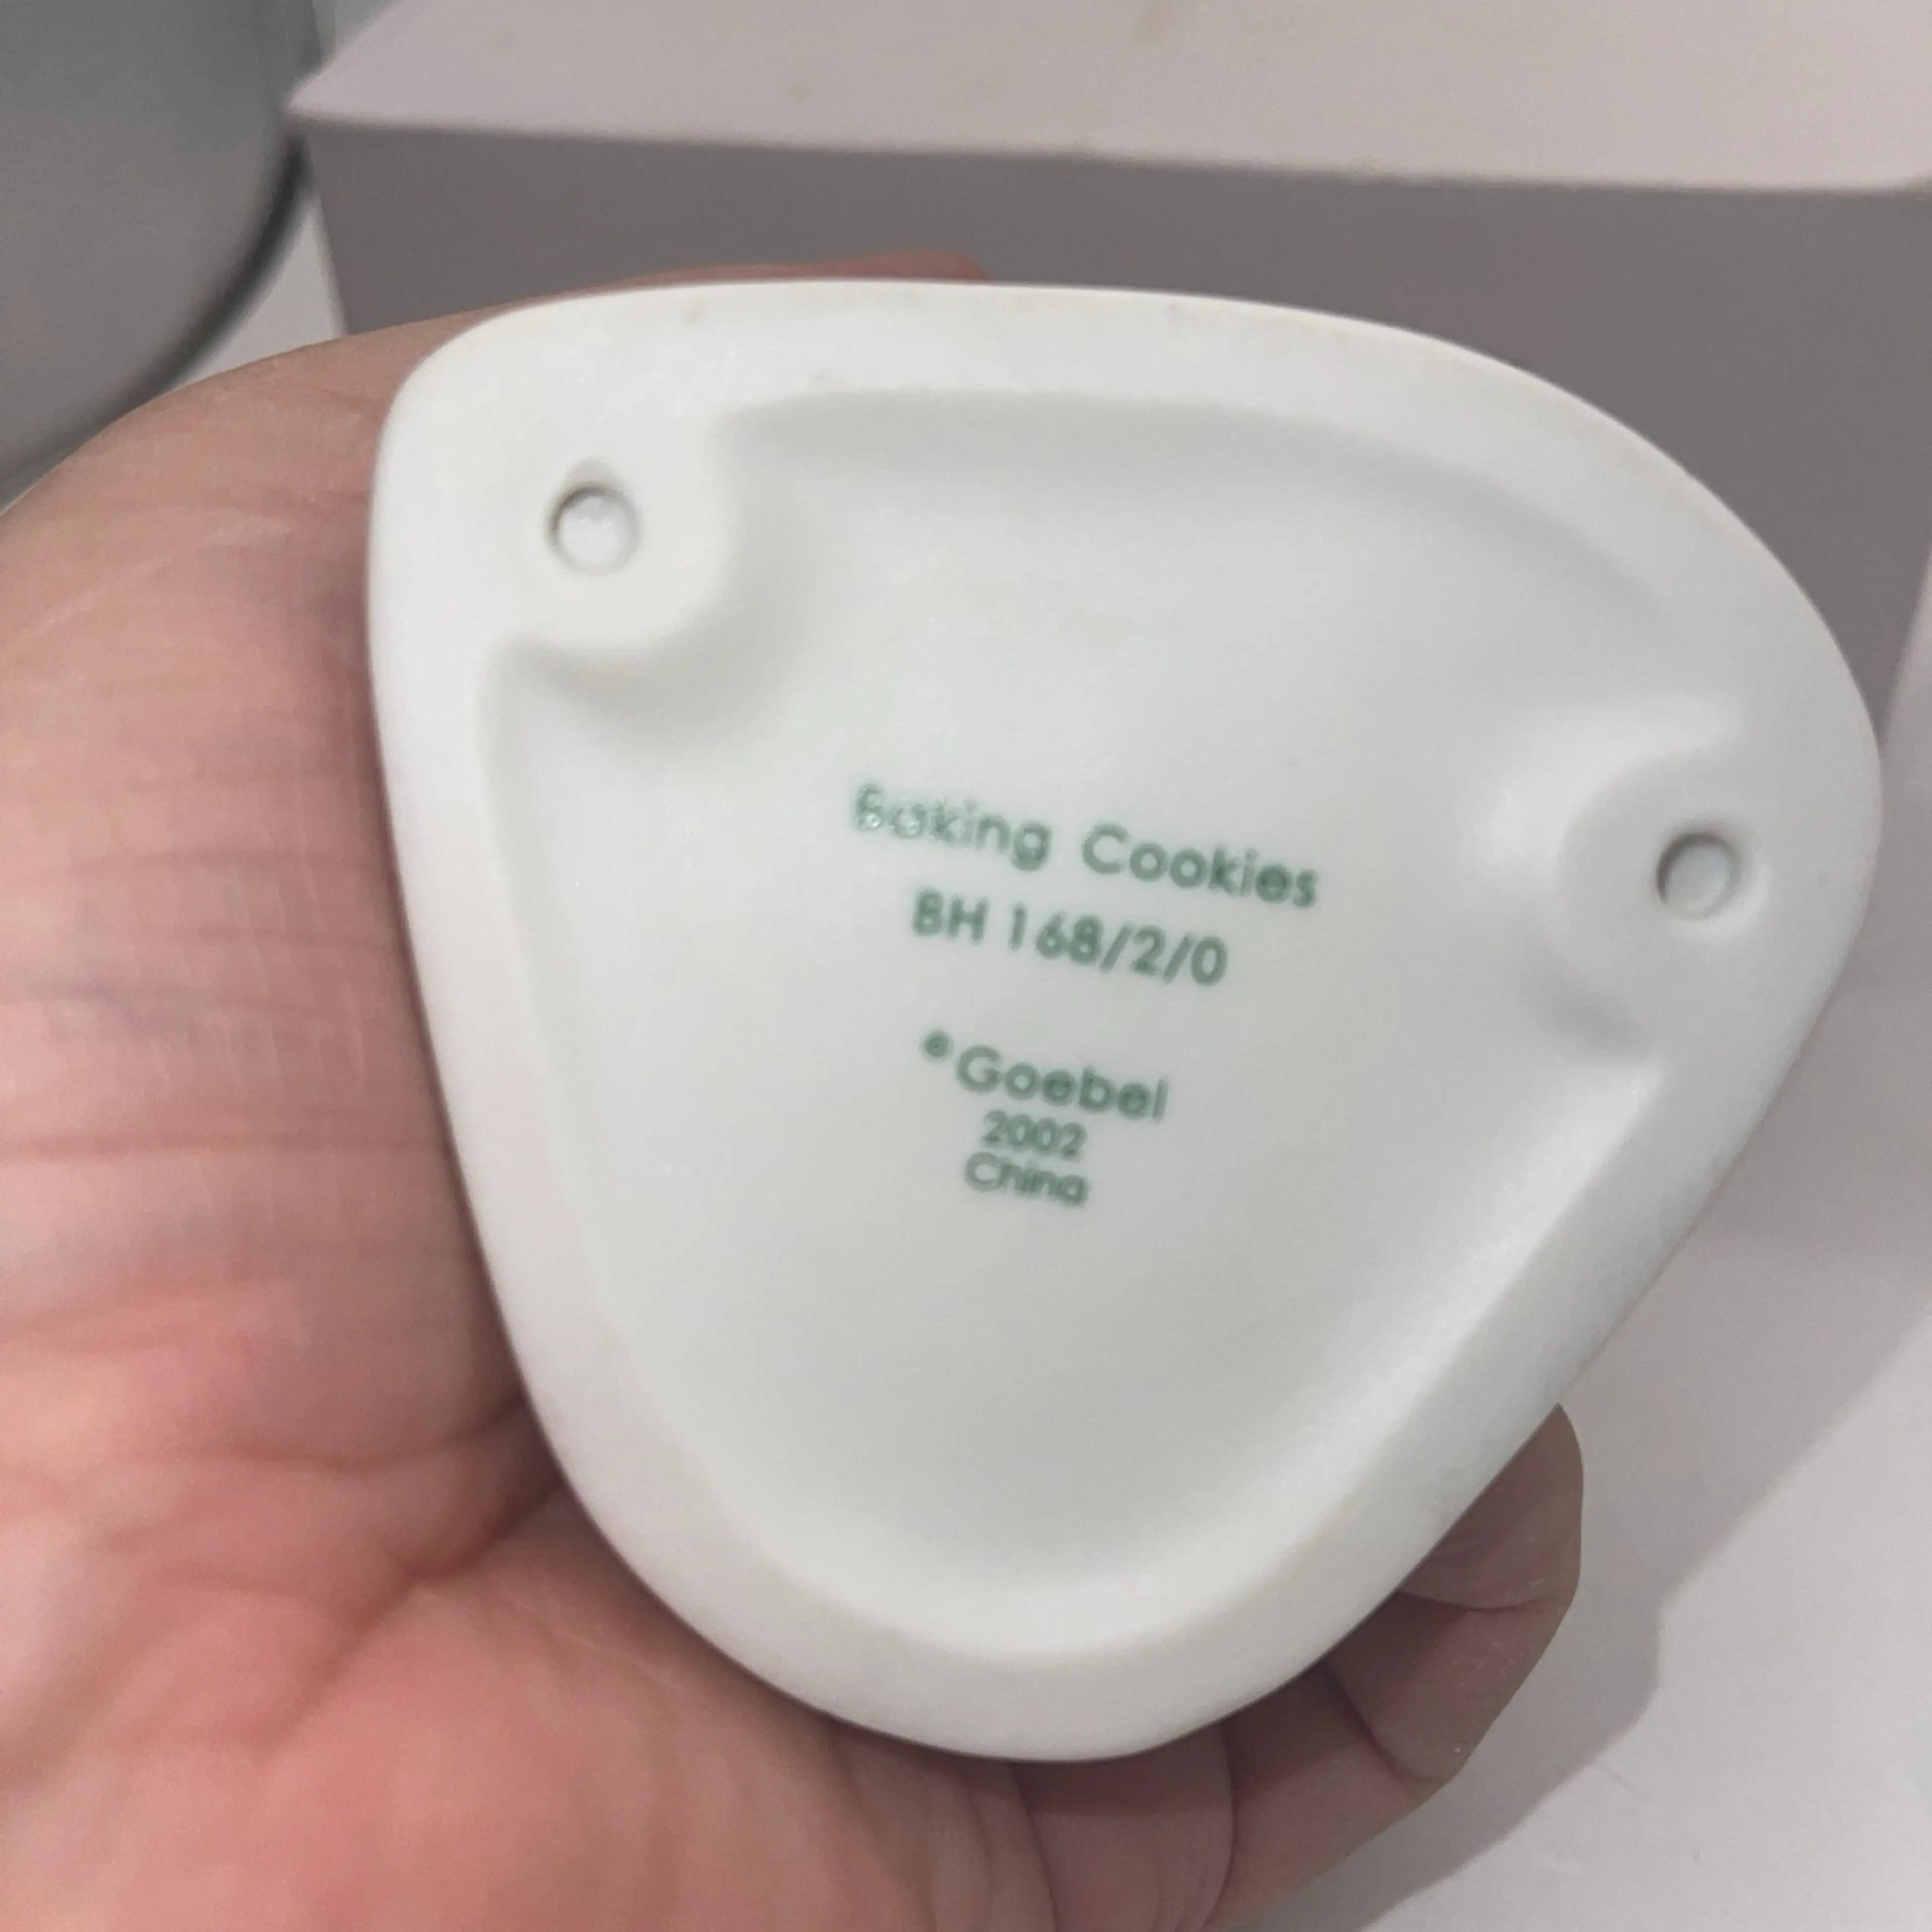 Baking Cookies
BH 168/2/0
Goebel
2002
China